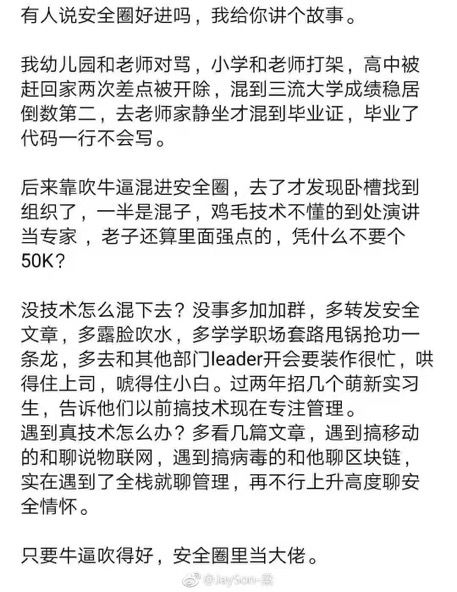 有人说安全圈好进吗，我给你讲个故事。
我幼儿园和老师对骂，小学和老师打架，高中被
赶回家两次差点被开除，混到三流大学成绩稳居
倒数第二，去老师家静坐才混到毕业证，毕业了
代码一行不会写。
后来靠吹牛逼混进安全圈，去了才发现卧槽找到
组织了，一半是混子，鸡毛技术不懂的到处演讲
当专家，老子还算里面强点的，凭什么不要个
50K？
没技术怎么混下去？没事多加加群，多转发安全
文章，多露脸吹水，多学学职场套路甩锅抢功一
条龙，多去和其他部门leader开会要装作很忙，哄
得住上司，唬得住小白。过两年招几个萌新实习
生，告诉他们以前搞技术现在专注管理。
遇到真技术怎么办？多看几篇文章，遇到搞移动
的和聊说物联网，遇到搞病毒的和他聊区块链，
实在遇到了全栈就聊管理，再不行上升高度聊安
全情怀。
只要牛逼吹得好，安全圈里当大佬。
@JaySon-梁